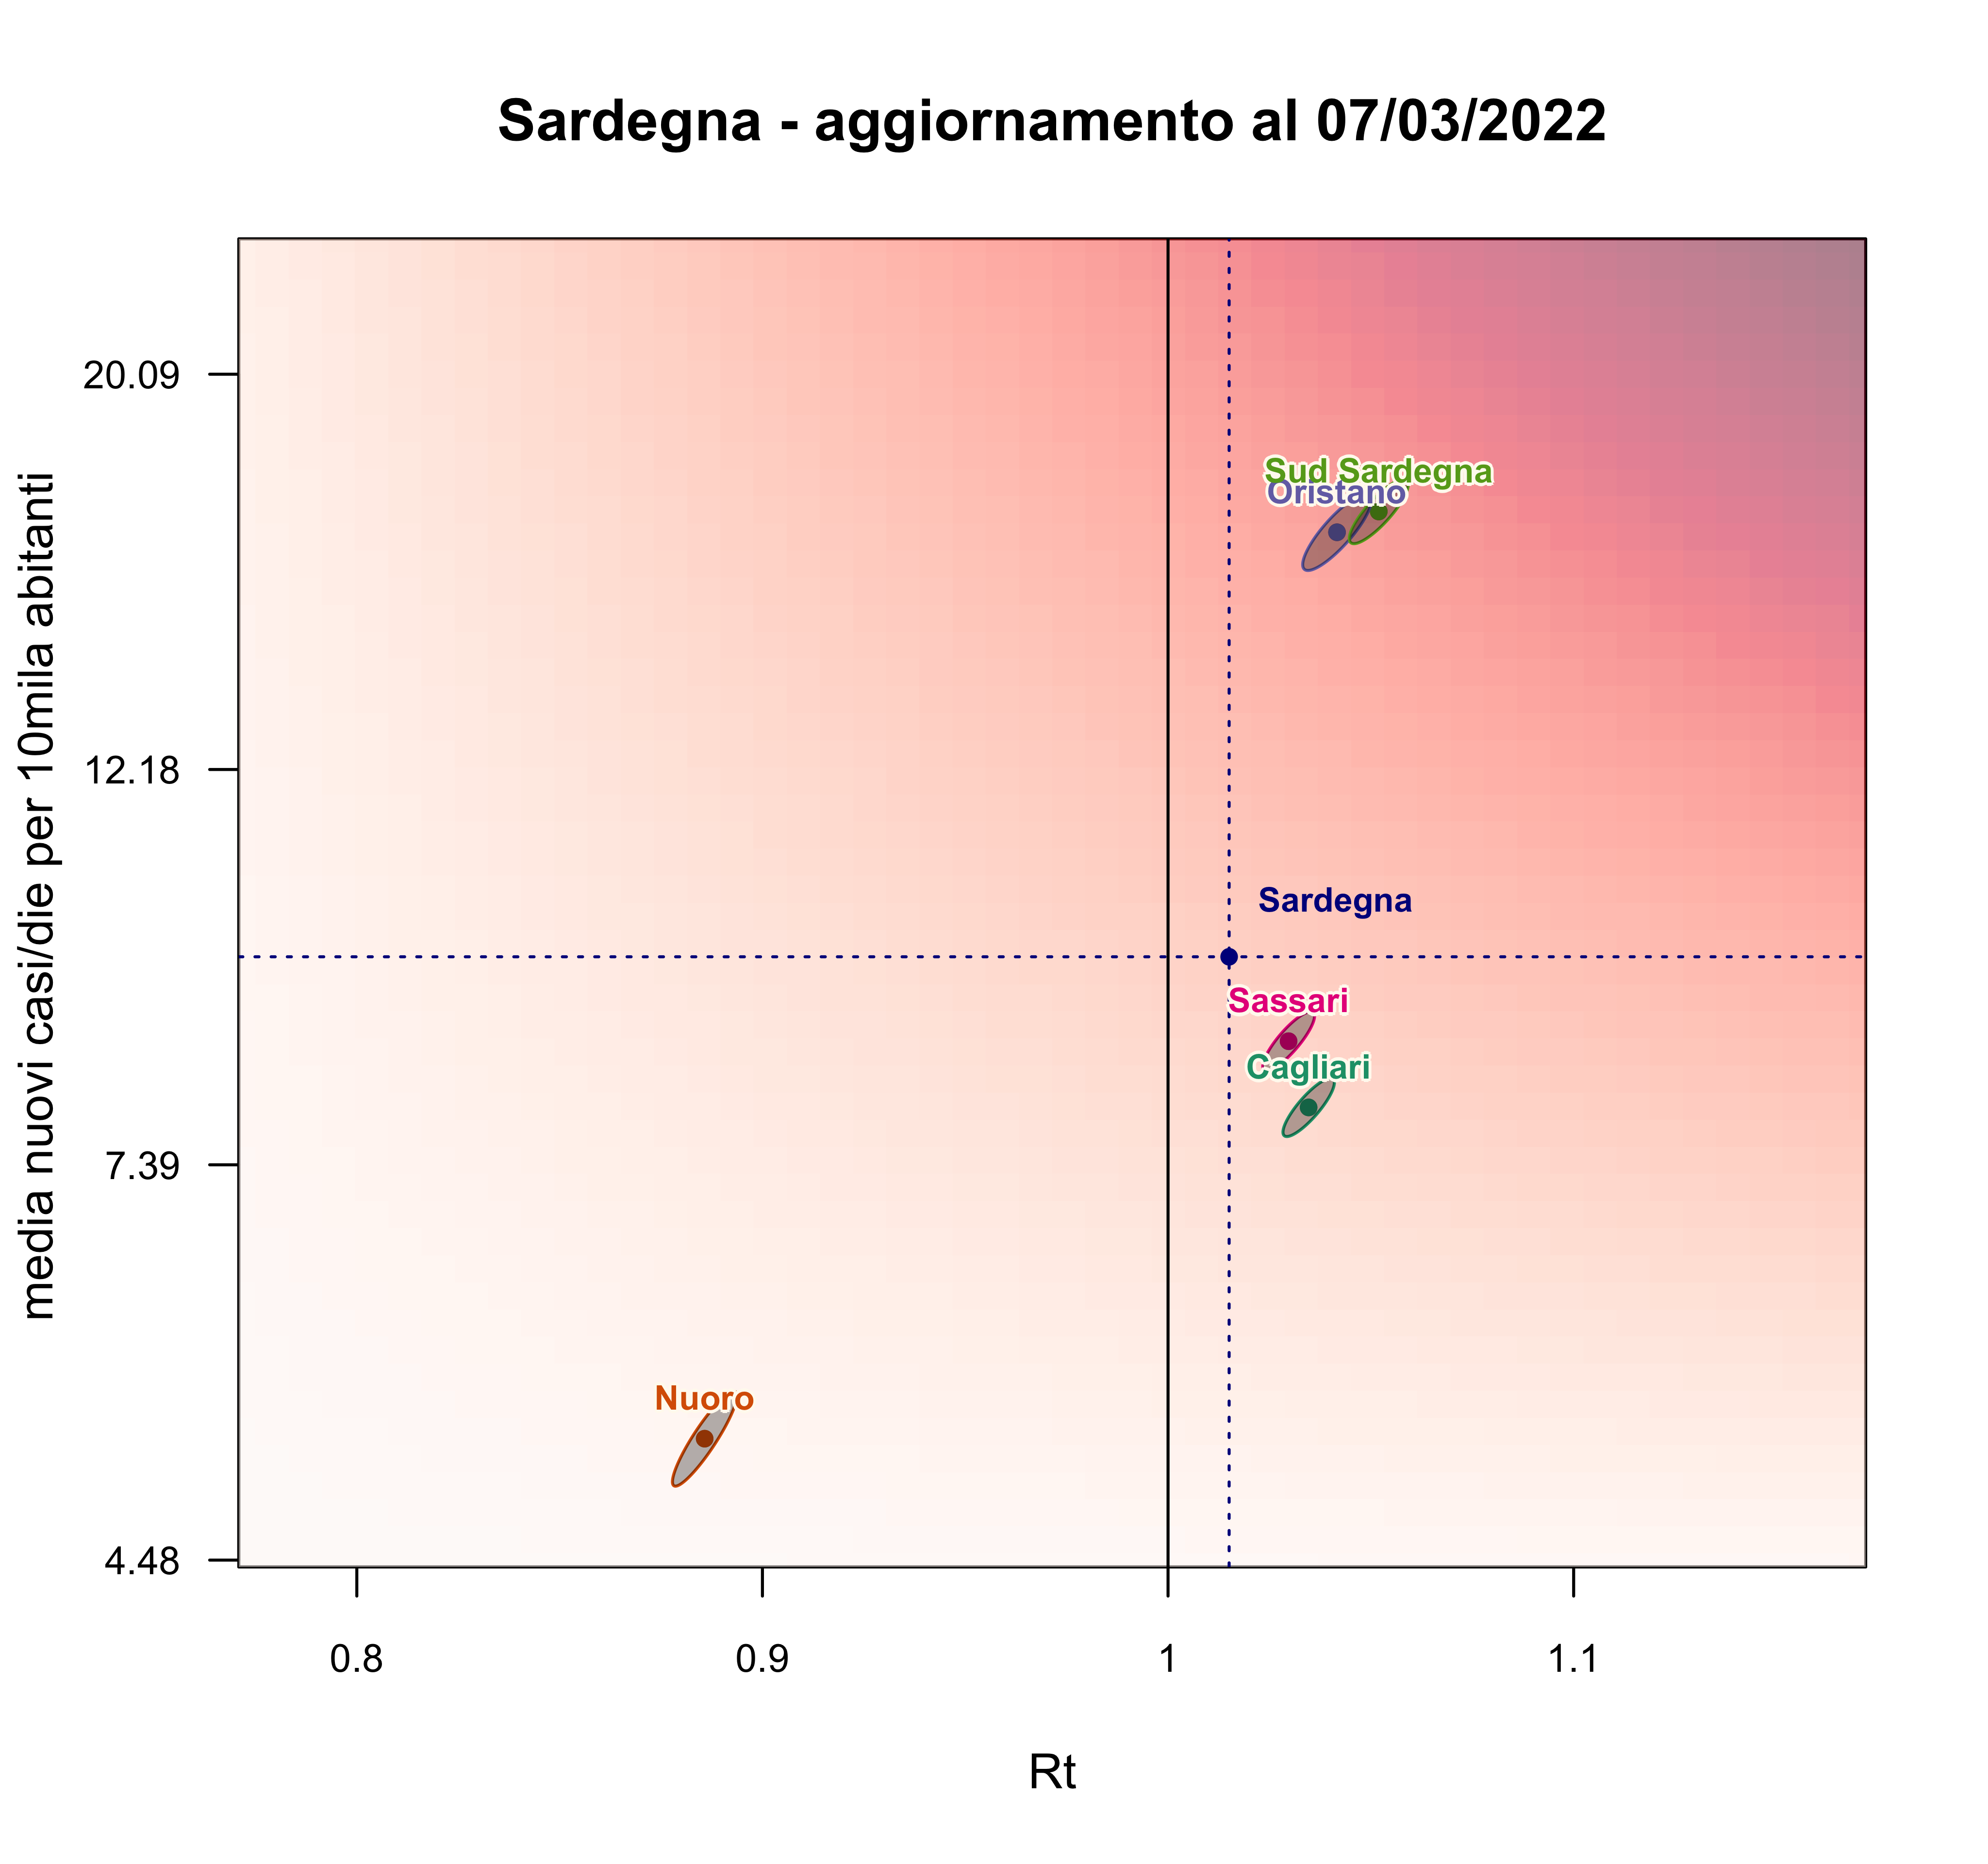 Sardegna - aggiornamento al 07/03/2022
media nuovi casi/die per 10mila abitanti
20.09
12.18
7.39
4.48
Sud Sardegna
Oristano
Sardegna
Sassari
Cagliari
Nuoro
0.8
0.9
1
1.1
Rt